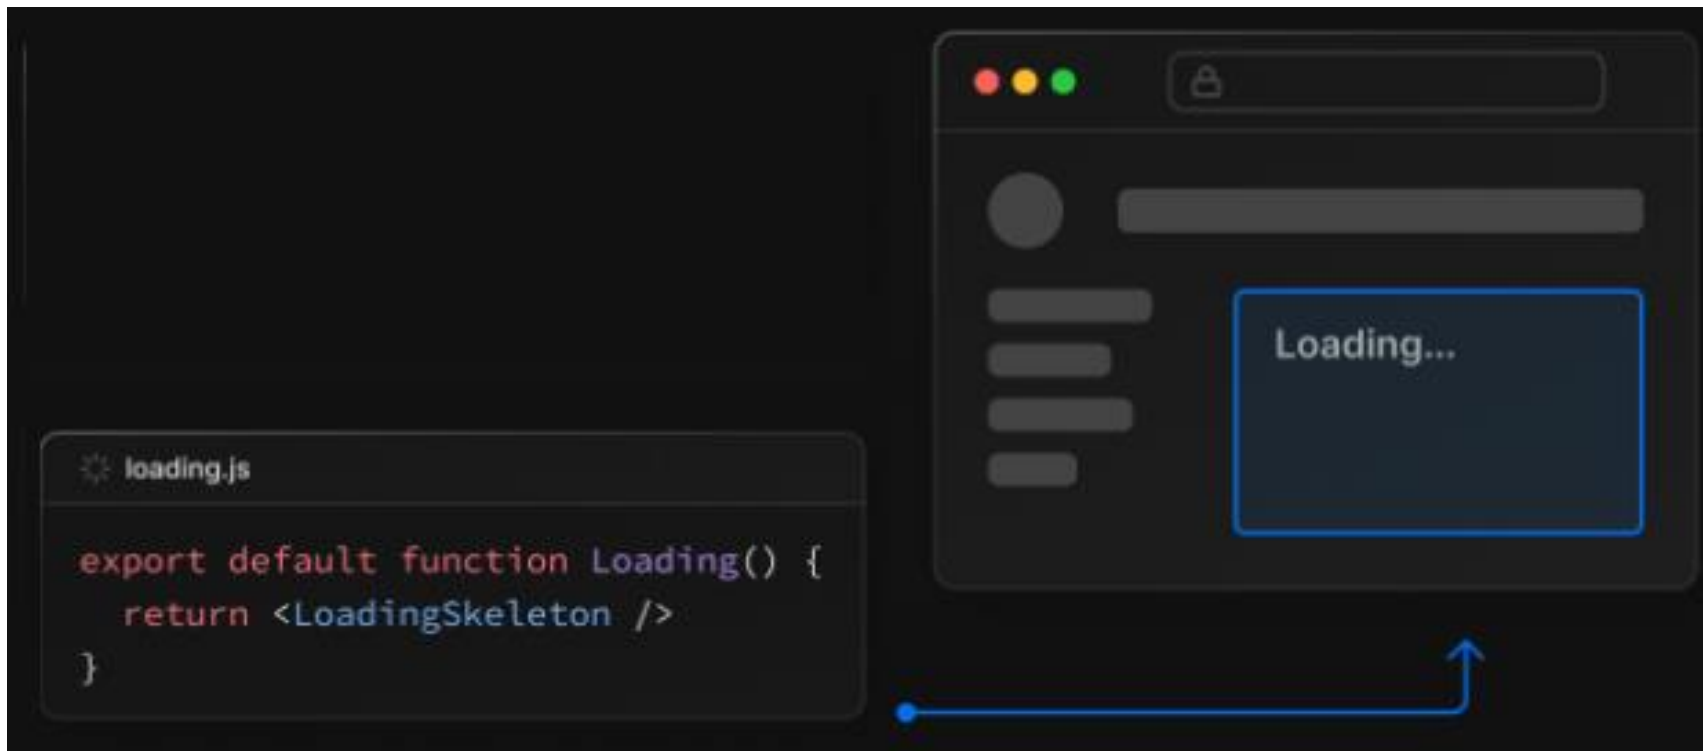 Loading...
loading.js
export default function Loading() {
  return <LoadingSkeleton />
}